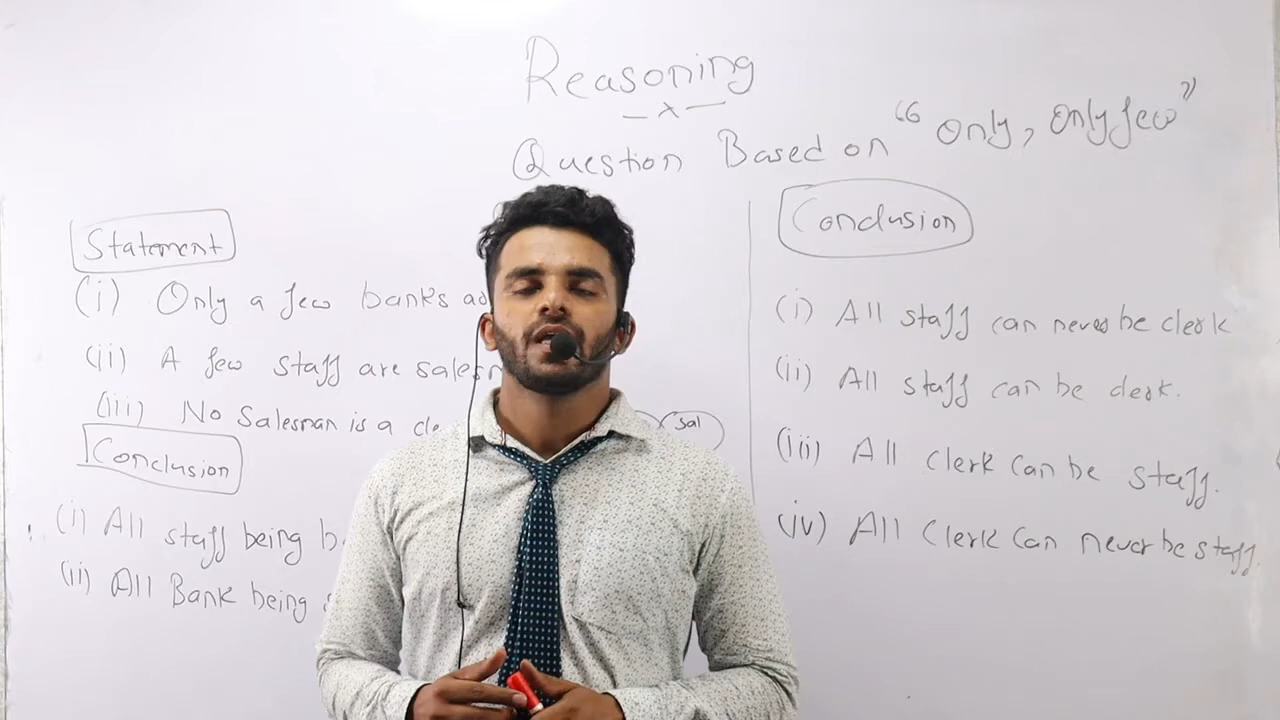 Reasoning
— x —
Question Based on “ Only, Only few ”
Statement
(i) Only a few banks
(ii) A few staff are
(iii) No Salesman is a
Sal
Conclusion
(i) All staff being
(ii) All Bank being
Conclusion
(i) All staff can never be clerk
(ii) All staff can be clerk.
(iii) All clerk can be staff.
(iv) All Clerk Can never be staff.